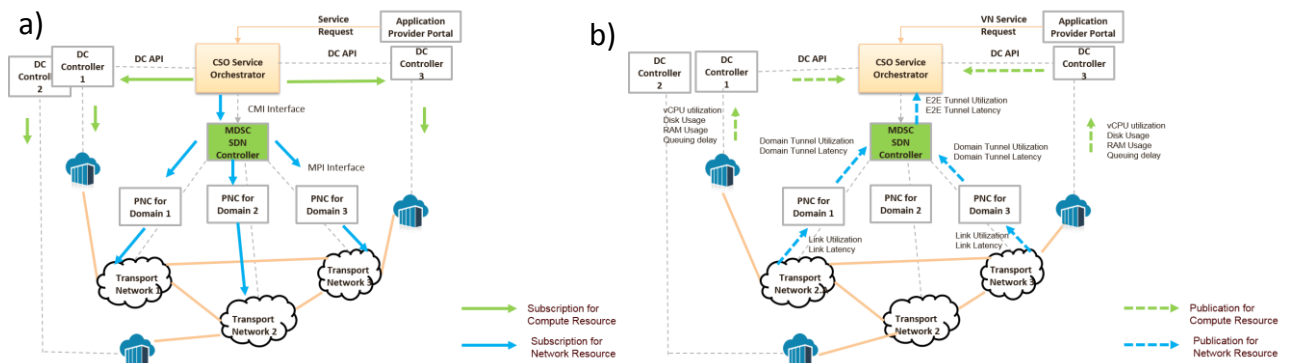 a)
Service
Request
Application
Provider Portal
DC
Controller
1
DC
Contro
2
DC API
CSO Service
Orchestrator
DC API
DC
Controller
3
CMI Interface
MDSC
SDN
Controller
MPI Interface
PNC for
Domain 1
PNC for
Domain 2
PNC for
Domain 3
Transport
Network 1
Transport
Network 3
Transport
Network 2
Subscription for
Compute Resource
Subscription for
Network Resource
b)
VN Service
Request
Application
Provider Portal
DC
Controller
2
DC
Controller
1
DC API
CSO Service
Orchestrator
DC API
DC
Controller
3
E2E Tunnel Utilization
E2E Tunnel Latency
vCPU utilization
Disk Usage
RAM Usage
Queuing delay
MDSC
SDN
Controller
Domain Tunnel Utilization
Domain Tunnel Latency
Domain Tunnel Utilization
Domain Tunnel Latency
vCPU utilization
Disk Usage
RAM Usage
Queuing delay
PNC for
Domain 1
PNC for
Domain 2
PNC for
Domain 3
Link Utilization
Link Latency
Link Utilization
Link Latency
Transport
Network 2.
Transport
Network 3
Transport
Network 2
Publication for
Compute Resource
Publication for
Network Resource